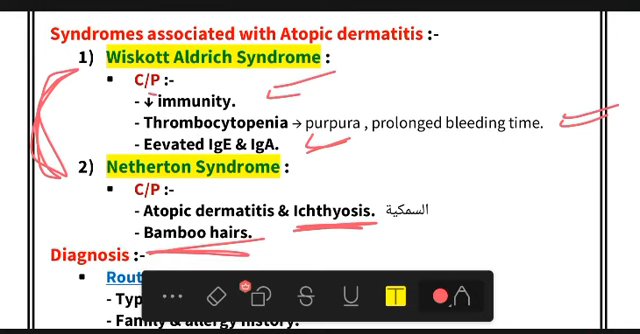 Syndromes associated with Atopic dermatitis :-
1) Wiskott Aldrich Syndrome :
▪ C/P :-
- ↓ immunity.
- Thrombocytopenia → purpura , prolonged bleeding time.
- Eevated IgE & IgA.
2) Netherton Syndrome :
▪ C/P :-
- Atopic dermatitis & Ichthyosis. السمكية
- Bamboo hairs.
Diagnosis :-
▪ Rout
- Typ
- Family & allergy history.